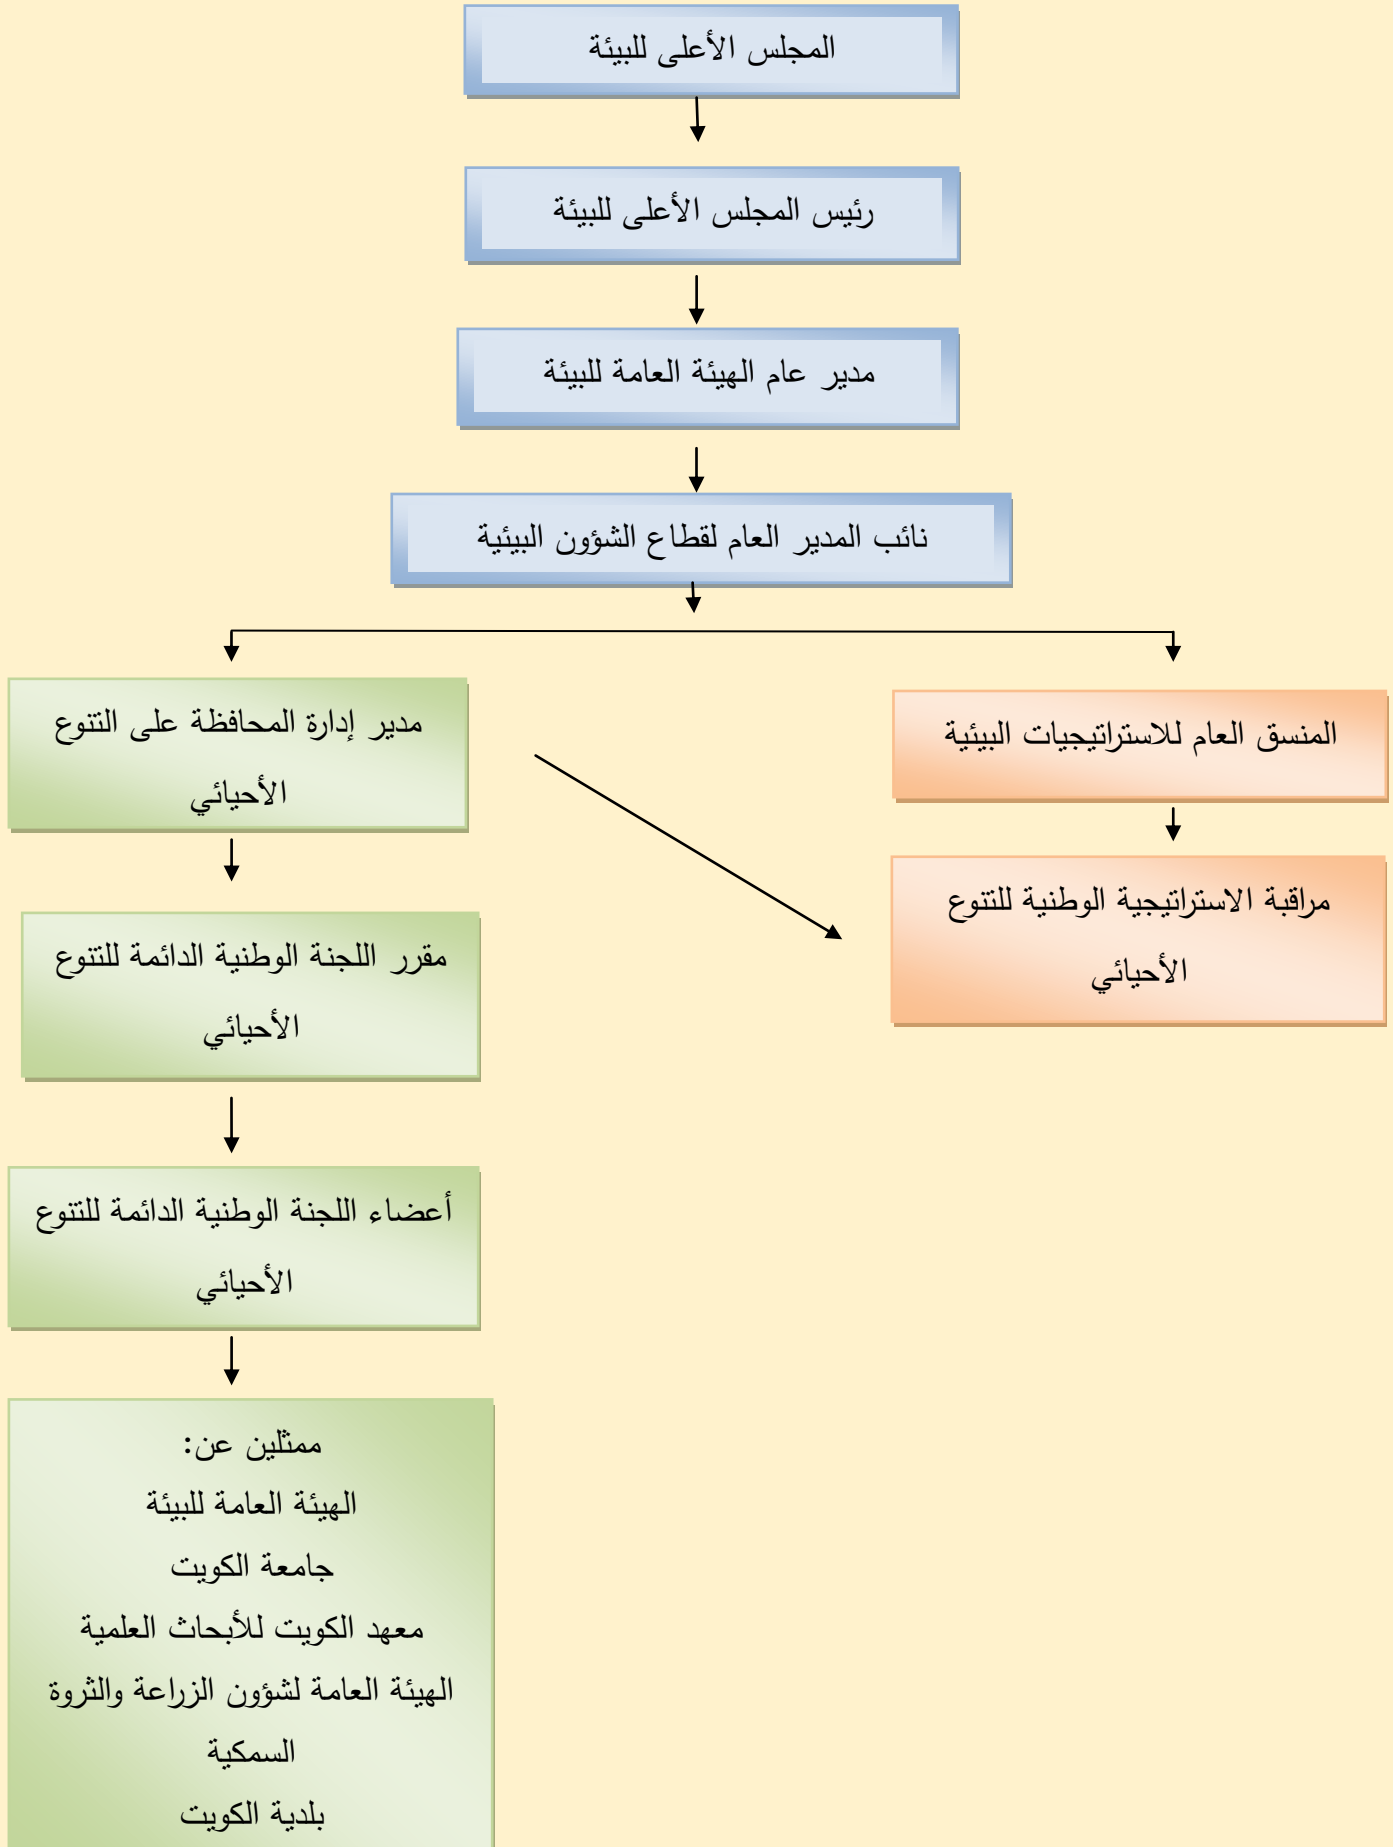 المجلس الأعلى للبيئة
رئيس المجلس الأعلى للبيئة
مدير عام الهيئة العامة للبيئة
نائب المدير العام لقطاع الشؤون البيئية
المنسق العام للاستراتيجيات البيئية
مراقبة الاستراتيجية الوطنية للتنوع
الأحيائي
مدير إدارة المحافظة على التنوع
الأحيائي
مقرر اللجنة الوطنية الدائمة للتنوع
الأحيائي
أعضاء اللجنة الوطنية الدائمة للتنوع
الأحيائي
ممثلين عن:
الهيئة العامة للبيئة
جامعة الكويت
معهد الكويت للأبحاث العلمية
الهيئة العامة لشؤون الزراعة والثروة
السمكية
بلدية الكويت